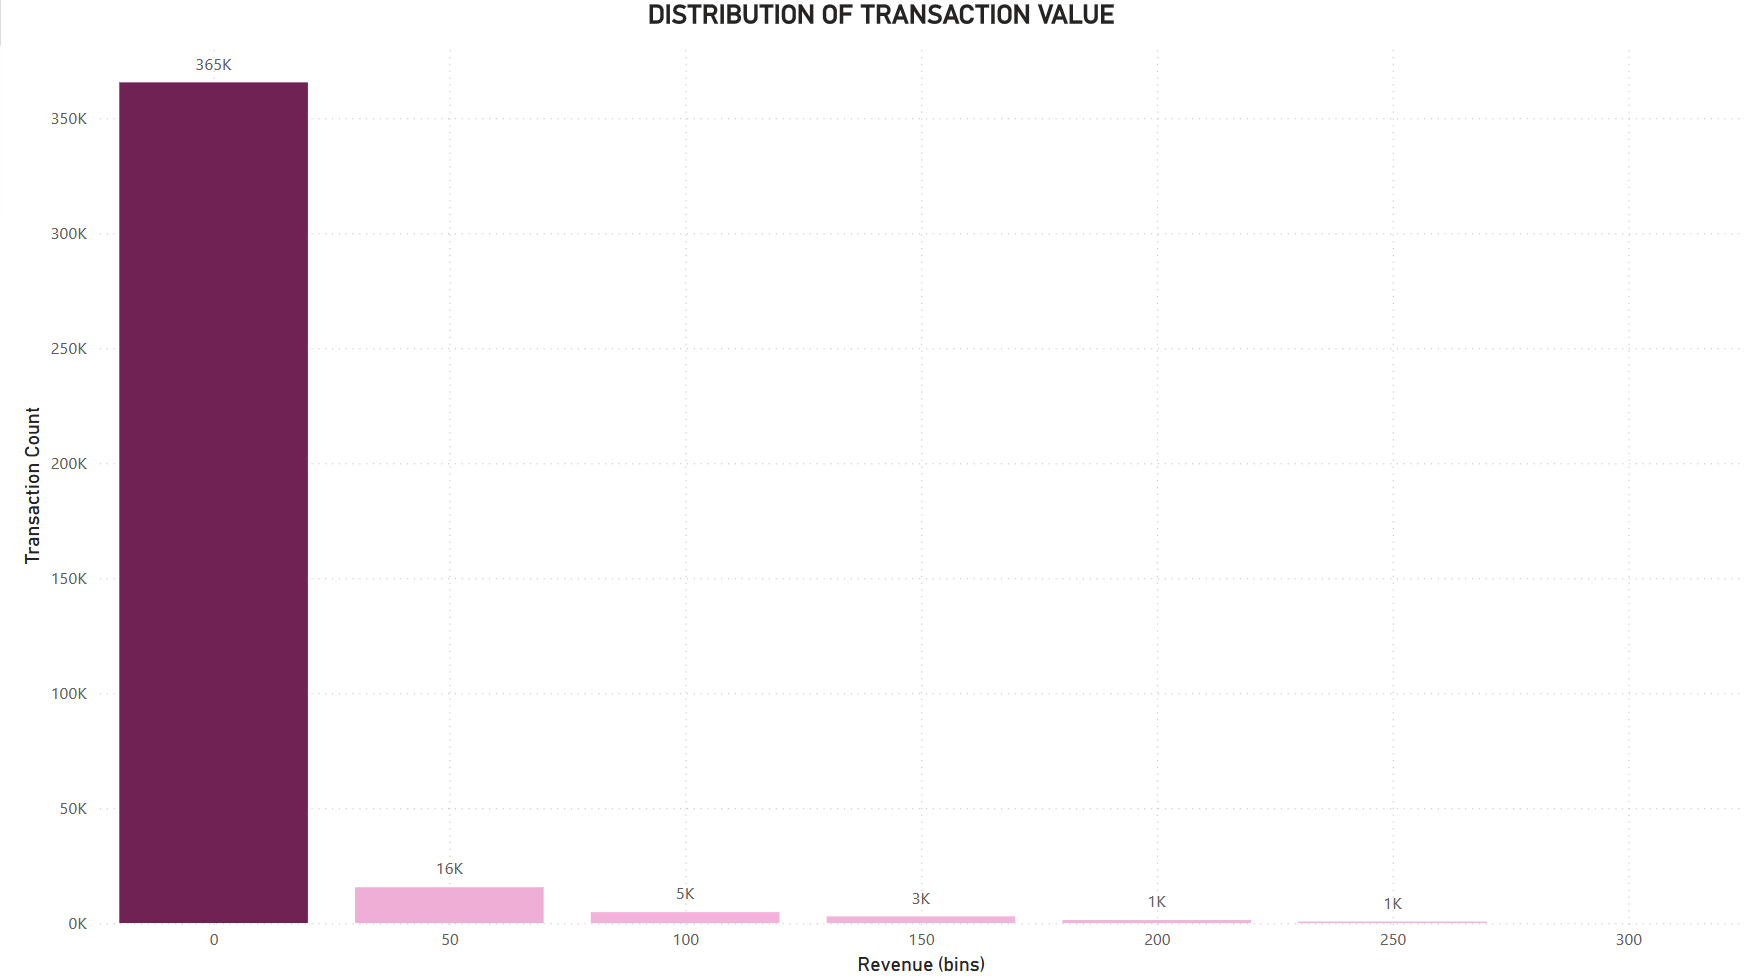 DISTRIBUTION OF TRANSACTION VALUE
365K
350K
300K
250K
200K
150K
100K
50K
0K
Transaction Count
16K
5K
3K
1K
1K
0
50
100
150
200
250
300
Revenue (bins)